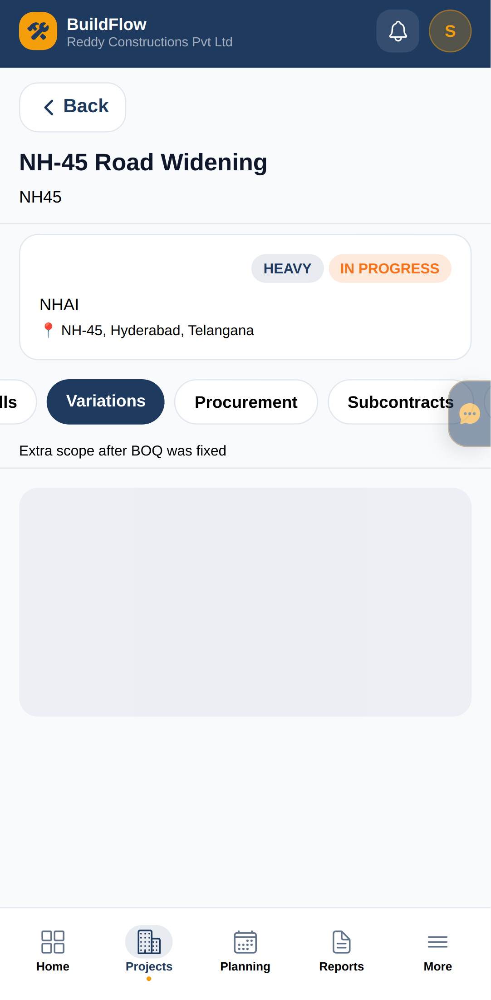 BuildFlow
Reddy Constructions Pvt Ltd
S
Back
NH-45 Road Widening
NH45
HEAVY
IN PROGRESS
NHAI
NH-45, Hyderabad, Telangana
lls
Variations
Procurement
Subcontracts
Extra scope after BOQ was fixed
Home
Projects
Planning
Reports
More